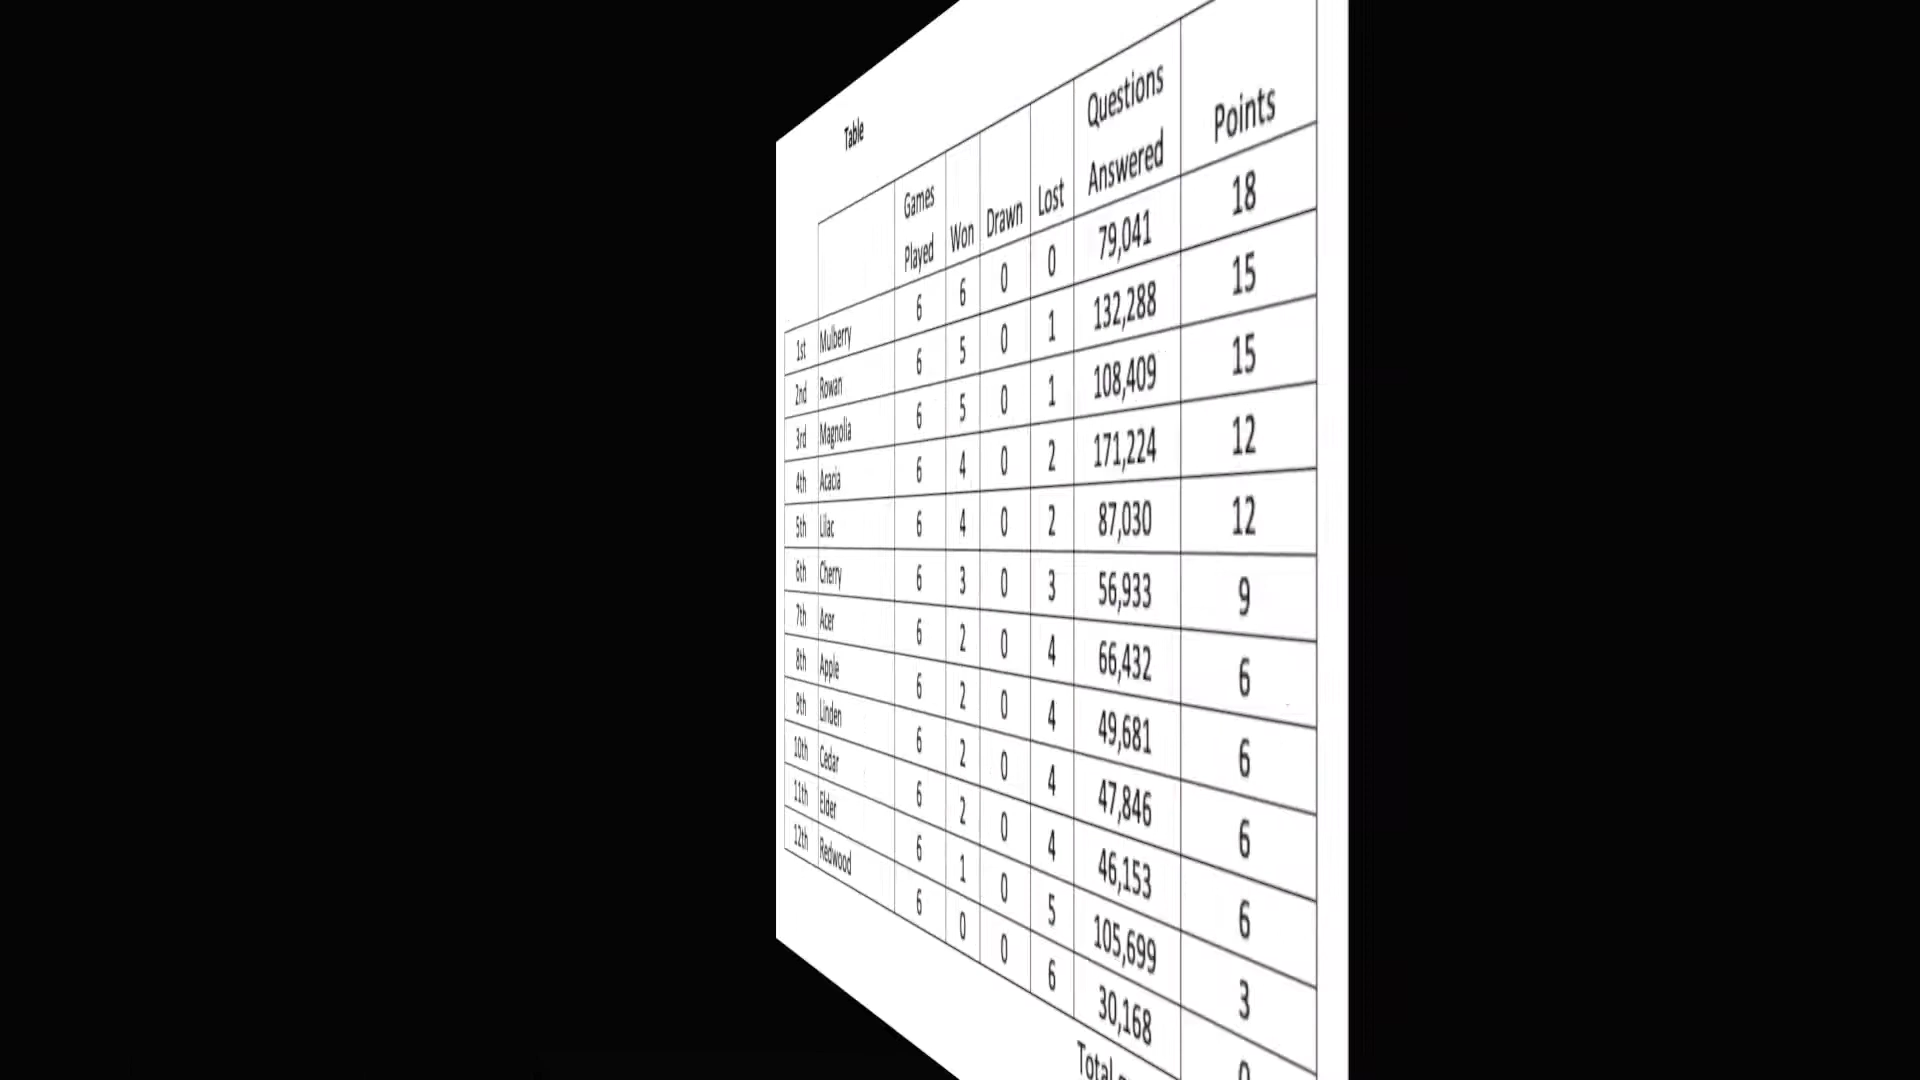 Table
Games Played Won Drawn Lost Questions Answered Points
1st Mulberry 6 6 0 0 79,041 18
2nd Rowan 6 5 0 1 132,288 15
3rd Magnolia 6 5 0 1 108,409 15
4th Acacia 6 4 0 2 171,224 12
5th Lilac 6 4 0 2 87,030 12
6th Cherry 6 3 0 3 56,933 9
7th Acer 6 2 0 4 66,432 6
8th Apple 6 2 0 4 49,681 6
9th Linden 6 2 0 4 47,846 6
10th Cedar 6 2 0 4 46,153 6
11th Elder 6 1 0 5 105,699 3
12th Redwood 6 0 0 6 30,168 0
Total